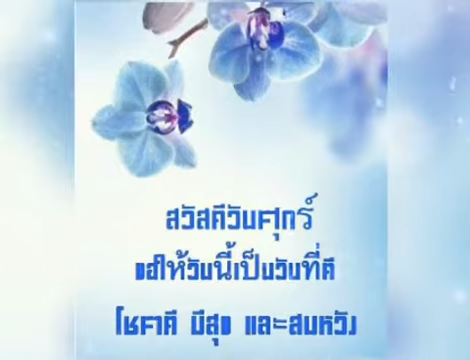 สวัสดีวันศุกร์
ขอให้วันนี้เป็นวันที่ดี
โชคดี มีสุข และสมหวัง